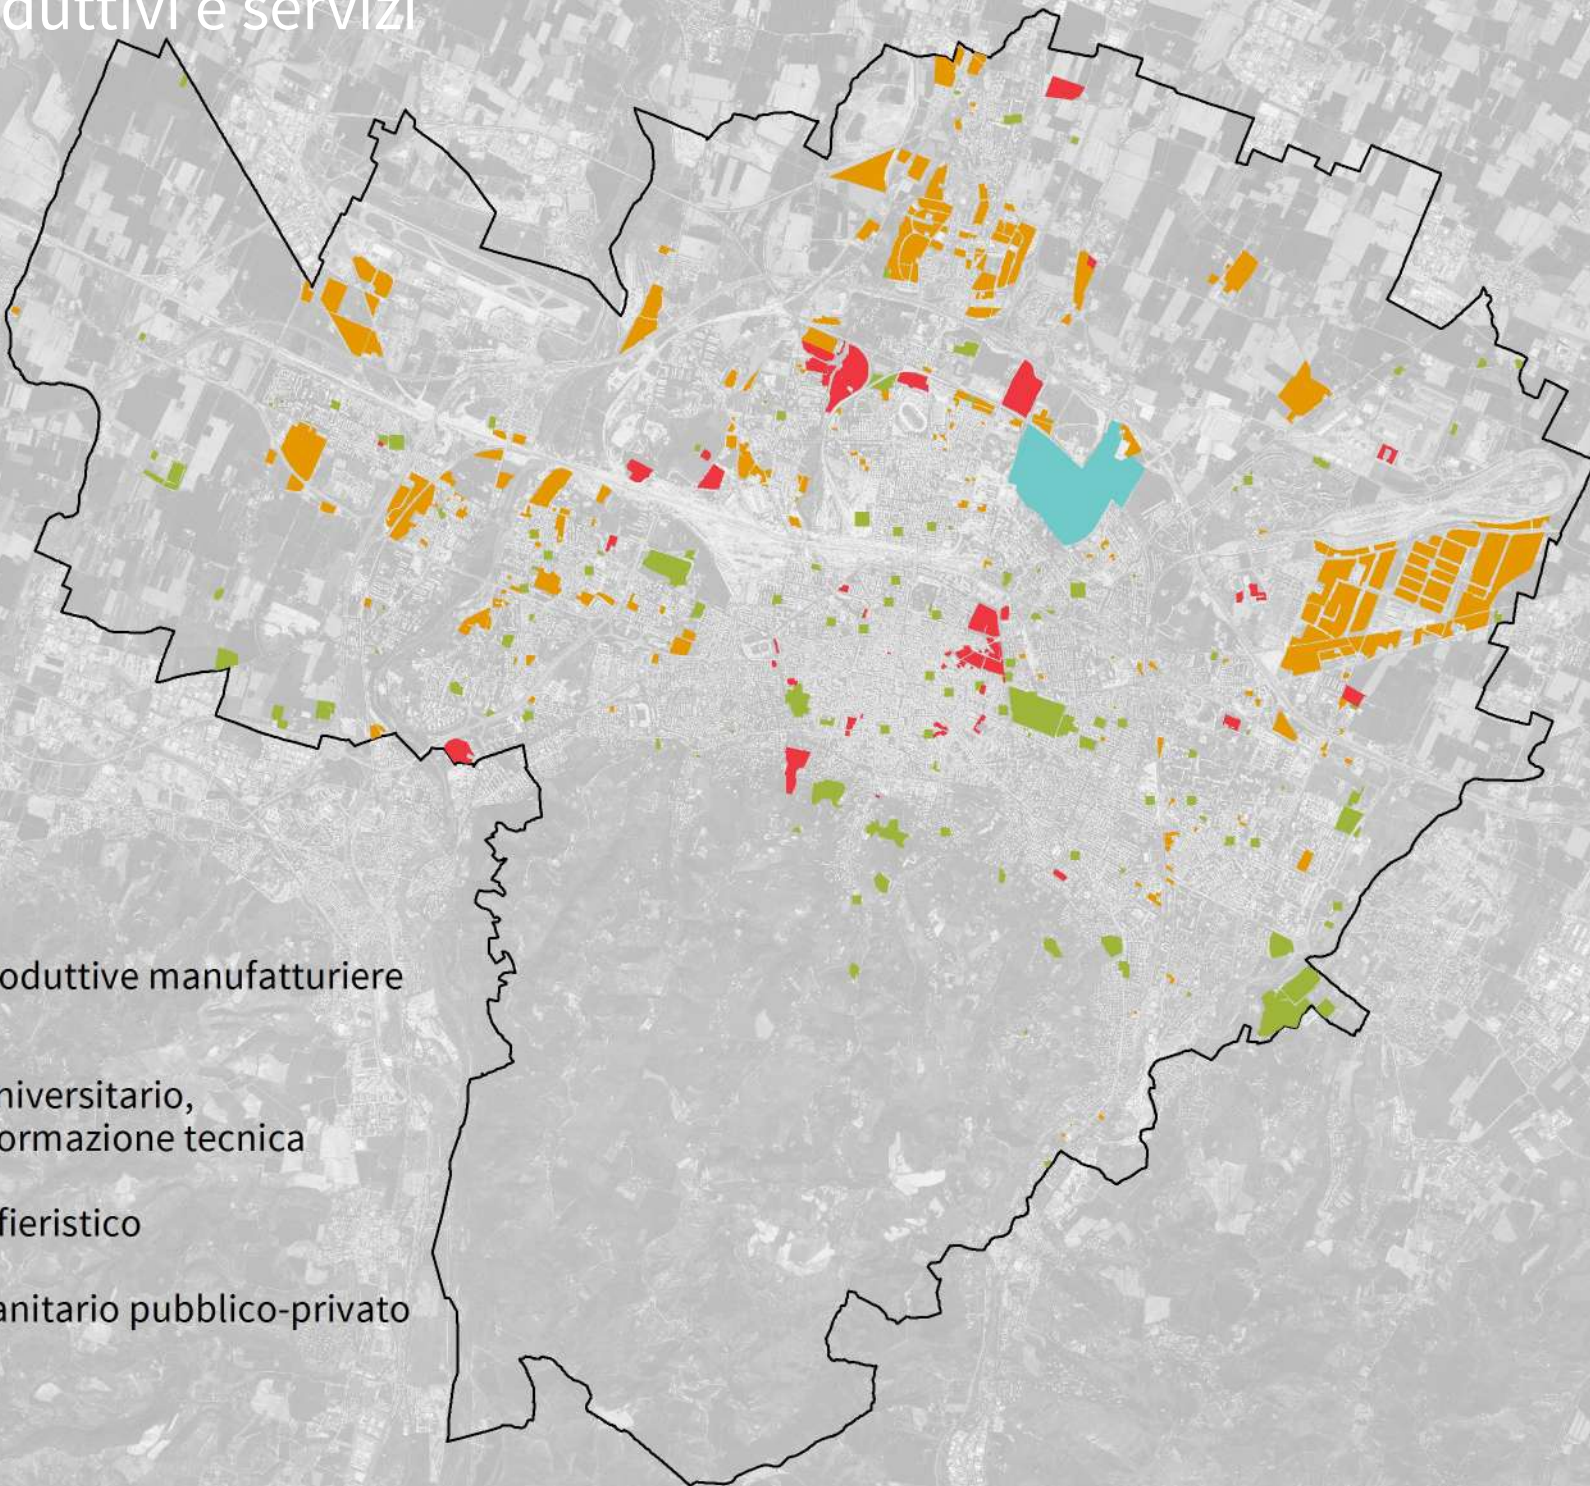 duttivi e servizi
oduttive manufatturiere
niversitario,
ormazione tecnica
fieristico
anitario pubblico-privato